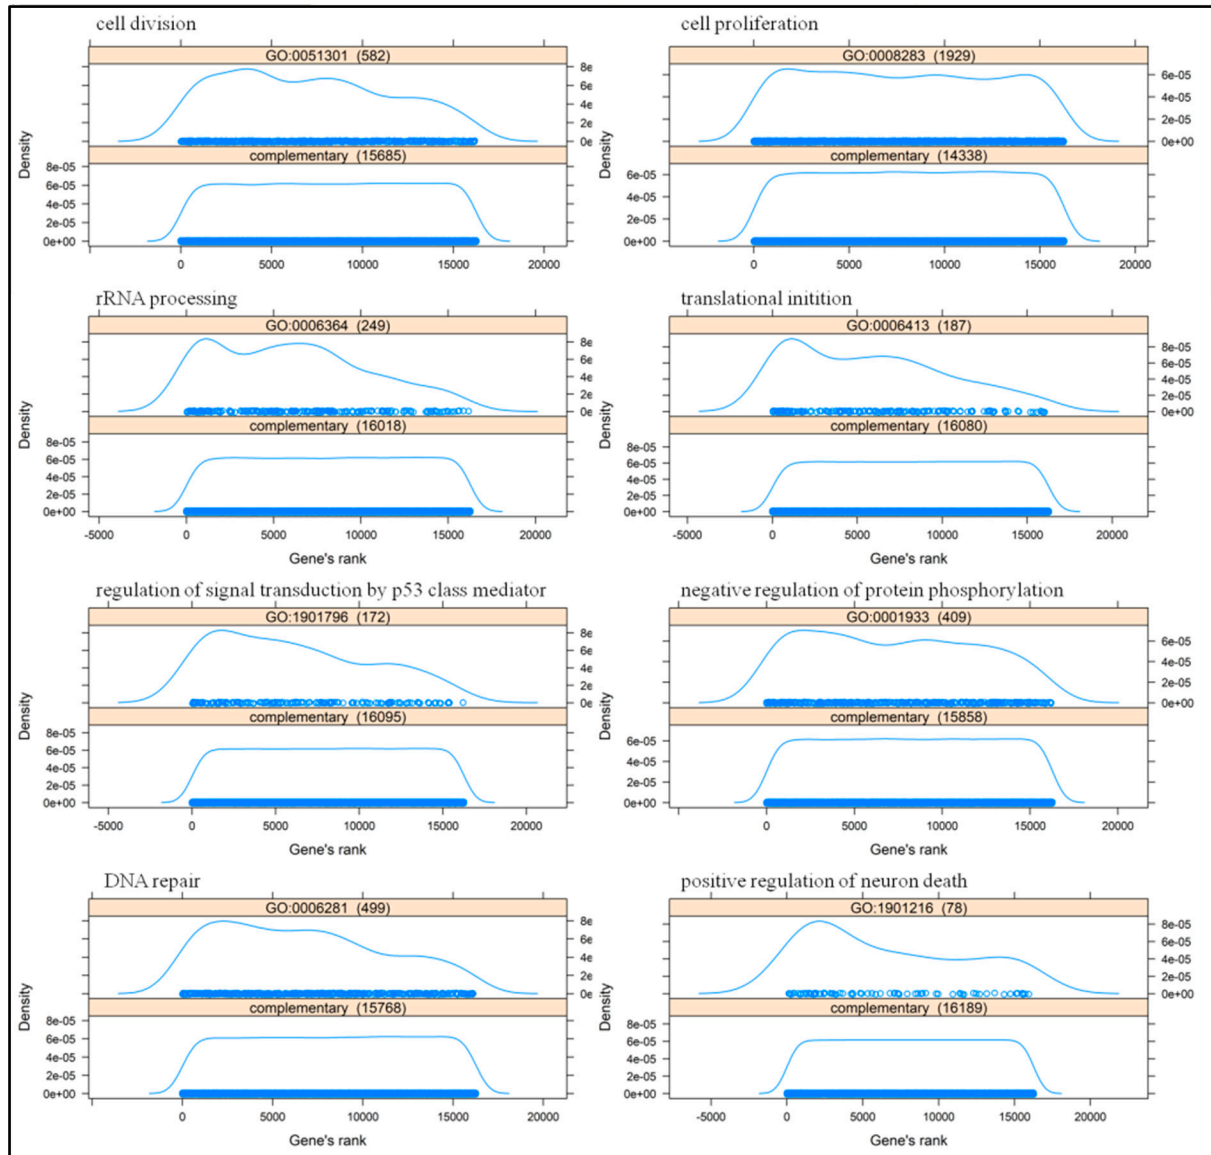 cell division
GO:0051301 (582)
8e
6e
4e
2e
0e
Density
complementary (15685)
8e-05
6e-05
4e-05
2e-05
0e+00
0 5000 10000 15000 20000
cell proliferation
GO:0008283 (1929)
6e-05
4e-05
2e-05
0e+00
Density
complementary (14338)
6e-05
4e-05
2e-05
0e+00
0 5000 10000 15000 20000
rRNA processing
GO:0006364 (249)
8e
6e
4e
2e
0e
Density
complementary (16018)
8e-05
6e-05
4e-05
2e-05
0e+00
-5000 0 5000 10000 15000 20000
Gene's rank
translational initition
GO:0006413 (187)
8e-05
6e-05
4e-05
2e-05
0e+00
Density
complementary (16080)
8e-05
6e-05
4e-05
2e-05
0e+00
-5000 0 5000 10000 15000 20000
Gene's rank
regulation of signal transduction by p53 class mediator
GO:1901796 (172)
8e
6e
4e
2e
0e
Density
complementary (16095)
8e-05
6e-05
4e-05
2e-05
0e+00
-5000 0 5000 10000 15000 20000
Gene's rank
negative regulation of protein phosphorylation
GO:0001933 (409)
6e-05
4e-05
2e-05
0e+00
Density
complementary (15858)
6e-05
4e-05
2e-05
0e+00
0 5000 10000 15000 20000
Gene's rank
DNA repair
GO:0006281 (499)
8e
6e
4e
2e
0e
Density
complementary (15768)
8e-05
6e-05
4e-05
2e-05
0e+00
0 5000 10000 15000 20000
Gene's rank
positive regulation of neuron death
GO:1901216 (78)
8e-05
6e-05
4e-05
2e-05
0e+00
Density
complementary (16189)
8e-05
6e-05
4e-05
2e-05
0e+00
-5000 0 5000 10000 15000 20000
Gene's rank